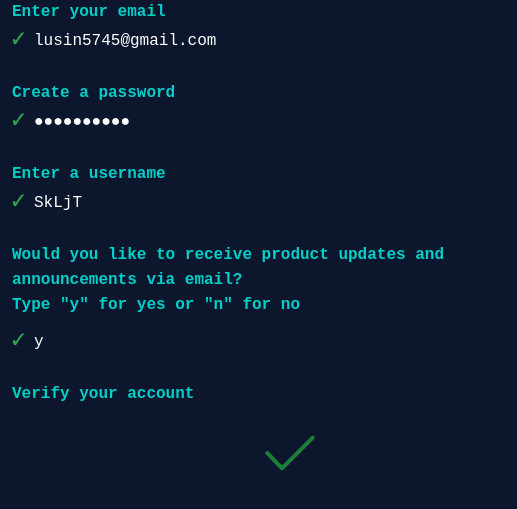 Enter your email
✓ lusin5745@gmail.com
Create a password
✓ ●●●●●●●●●●
Enter a username
✓ SkLjT
Would you like to receive product updates and
announcements via email?
Type "y" for yes or "n" for no
✓ y
Verify your account